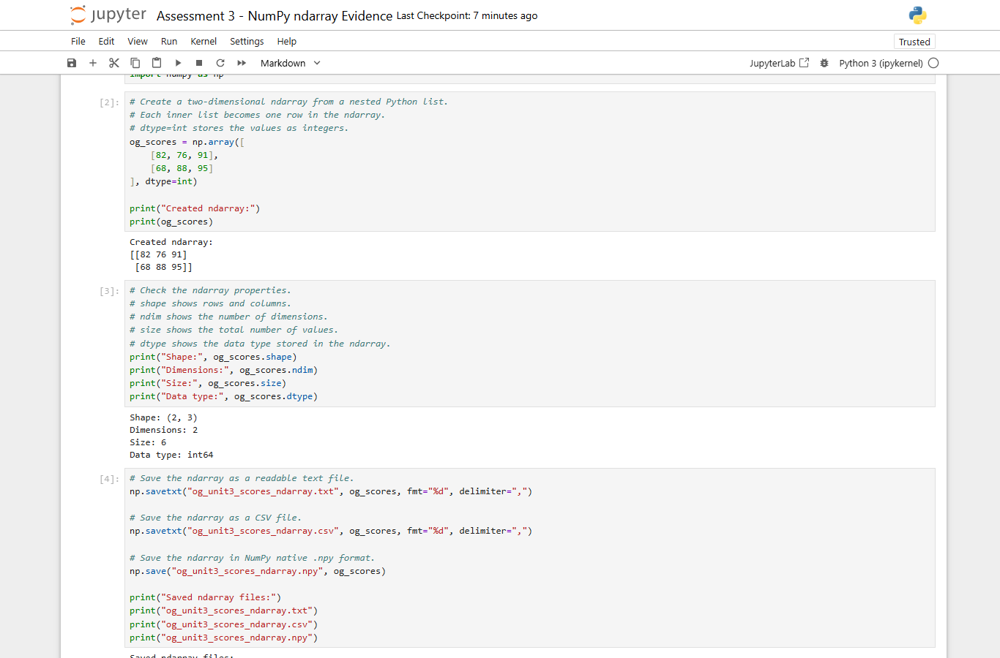 jupyter Assessment 3 - NumPy ndarray Evidence Last Checkpoint: 7 minutes ago
File Edit View Run Kernel Settings Help Trusted
Markdown JupyterLab Python 3 (ipykernel)
import numpy as np
[2]: # Create a two-dimensional ndarray from a nested Python list.
# Each inner list becomes one row in the ndarray.
# dtype=int stores the values as integers.
og_scores = np.array([
    [82, 76, 91],
    [68, 88, 95]
], dtype=int)
print("Created ndarray:")
print(og_scores)
Created ndarray:
[[82 76 91]
 [68 88 95]]
[3]: # Check the ndarray properties.
# shape shows rows and columns.
# ndim shows the number of dimensions.
# size shows the total number of values.
# dtype shows the data type stored in the ndarray.
print("Shape:", og_scores.shape)
print("Dimensions:", og_scores.ndim)
print("Size:", og_scores.size)
print("Data type:", og_scores.dtype)
Shape: (2, 3)
Dimensions: 2
Size: 6
Data type: int64
[4]: # Save the ndarray as a readable text file.
np.savetxt("og_unit3_scores_ndarray.txt", og_scores, fmt="%d", delimiter=",")
# Save the ndarray as a CSV file.
np.savetxt("og_unit3_scores_ndarray.csv", og_scores, fmt="%d", delimiter=",")
# Save the ndarray in NumPy native .npy format.
np.save("og_unit3_scores_ndarray.npy", og_scores)
print("Saved ndarray files:")
print("og_unit3_scores_ndarray.txt")
print("og_unit3_scores_ndarray.csv")
print("og_unit3_scores_ndarray.npy")
Saved ndarray files: